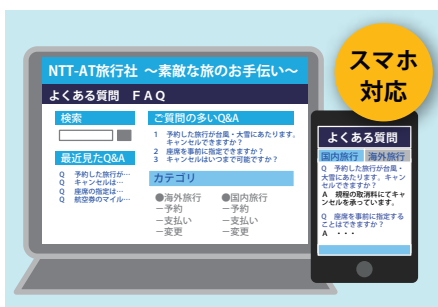 スマホ
対応
NTT-AT旅行社 ～素敵な旅のお手伝い～
よくある質問 FAQ
検索
最近見たQ&A
Q 予約した旅行が…
Q キャンセルは…
Q 座席の指定は…
Q 航空券のマイル…
ご質問の多いQ&A
1 予約した旅行が台風・大雪にあたります。
キャンセルできますか？
2 座席を事前に指定できますか？
3 キャンセルはいつまで可能ですか？
カテゴリ
●海外旅行 ●国内旅行
－予約 －予約
－支払い －支払い
－変更 －変更
よくある質問
国内旅行 海外旅行
Q 予約した旅行が台風・
大雪にあたります。キャン
セルできますか？
A 規程の取消料にてキャ
ンセルを承っています。
Q 座席を事前に指定する
ことはできますか？
A ・・・